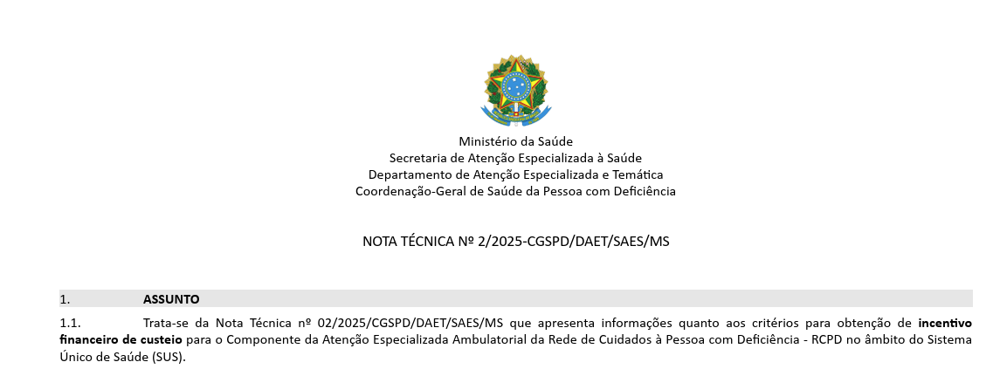 Ministério da Saúde
Secretaria de Atenção Especializada à Saúde
Departamento de Atenção Especializada e Temática
Coordenação-Geral de Saúde da Pessoa com Deficiência
NOTA TÉCNICA Nº 2/2025-CGSPD/DAET/SAES/MS
1. ASSUNTO
1.1. Trata-se da Nota Técnica nº 02/2025/CGSPD/DAET/SAES/MS que apresenta informações quanto aos critérios para obtenção de incentivo
financeiro de custeio para o Componente da Atenção Especializada Ambulatorial da Rede de Cuidados à Pessoa com Deficiência - RCPD no âmbito do Sistema
Único de Saúde (SUS).